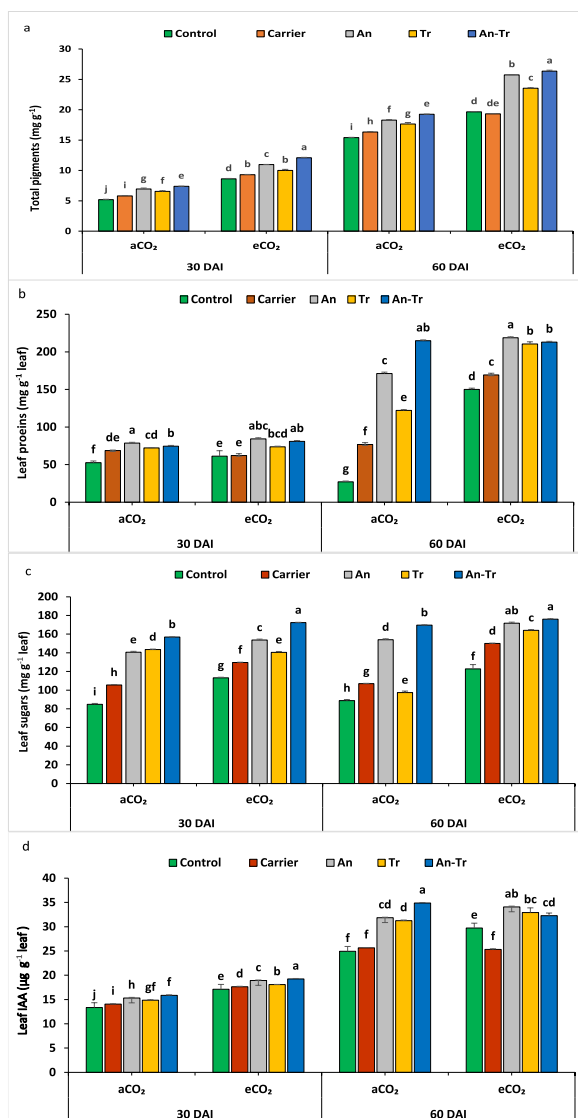 a
Control Carrier An Tr An-Tr
Total pigments (mg g⁻¹)
30
25
20
15
10
5
0
j i g f e d b c b a i h f g e d de b c a
aCO₂ eCO₂ aCO₂ eCO₂
30 DAI 60 DAI
b
Control Carrier An Tr An-Tr
Leaf proeins (mg g⁻¹ leaf)
250
200
150
100
50
0
f de a cd b e e abc bcd ab g f c e ab d c a b b
aCO₂ eCO₂ aCO₂ eCO₂
30 DAI 60 DAI
c
Control Carrier An Tr An-Tr
Leaf sugars (mg g⁻¹ leaf)
200
180
160
140
120
100
80
60
40
20
0
i h e d b g f c e a h g d e b f d ab c a
aCO₂ eCO₂ aCO₂ eCO₂
30 DAI 60 DAI
d
Control Carrier An Tr An-Tr
Leaf IAA (µg g⁻¹ leaf )
40
35
30
25
20
15
10
5
0
j i h gf f e d c b a f f cd d a e f ab bc cd
aCO₂ eCO₂ aCO₂ eCO₂
30 DAI 60 DAI